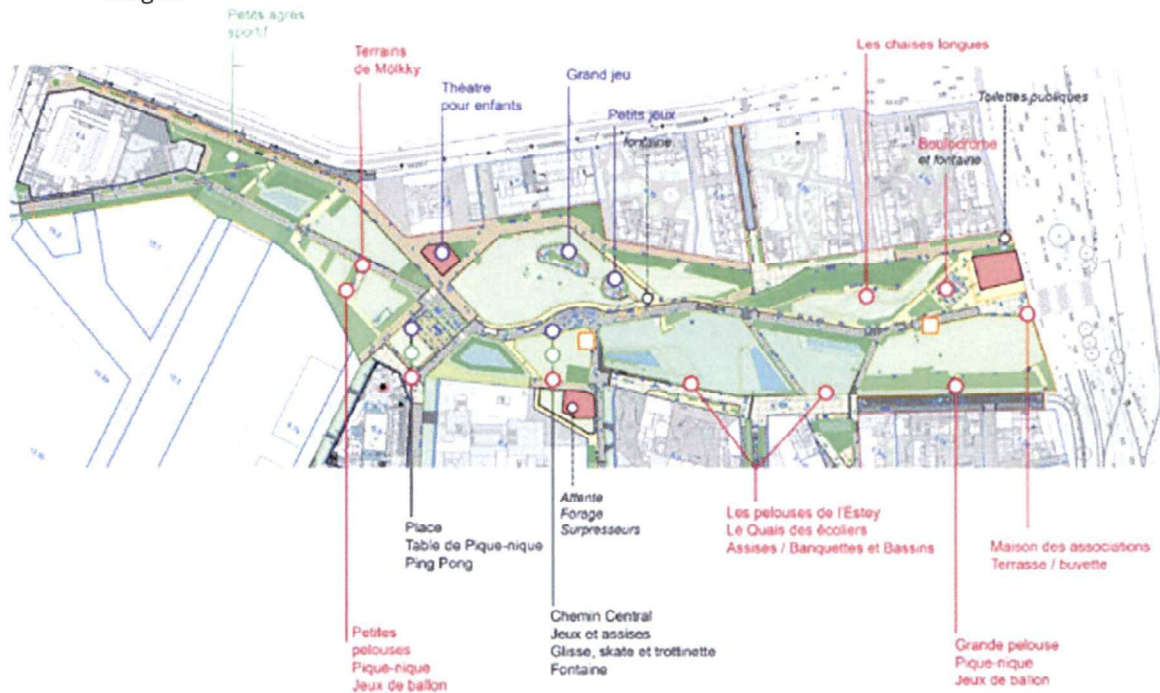 Petits agrès
sportif
Terrains
de Mölkky
Théatre
pour enfants
Grand jeu
Petits jeux
fontaine
Les chaises longues
Toilettes publiques
Boulodrome
et fontaine
Place
Table de Pique-nique
Ping Pong
Attente
Forage
Surpresseurs
Les pelouses de l'Estey
Le Quais des écoliers
Assises / Banquettes et Bassins
Maison des associations
Terrasse / buvette
Petites
pelouses
Pique-nique
Jeux de ballon
Chemin Central
Jeux et assises
Glisse, skate et trottinette
Fontaine
Grande pelouse
Pique-nique
Jeux de ballon